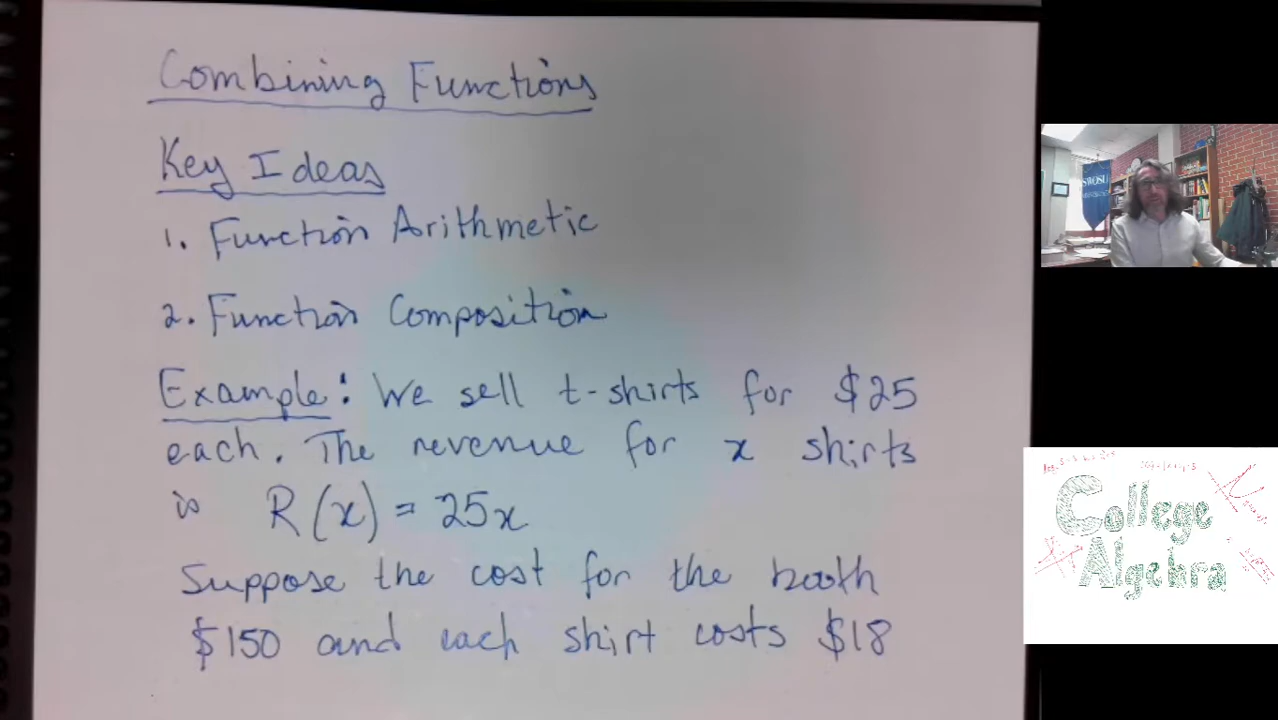 Combining Functions
Key Ideas
1. Function Arithmetic
2. Function Composition
Example: We sell t-shirts for $25
each. The revenue for x shirts
is R(x) = 25x
Suppose the cost for the booth
$150 and each shirt costs $18
SWOSU
College
Algebra